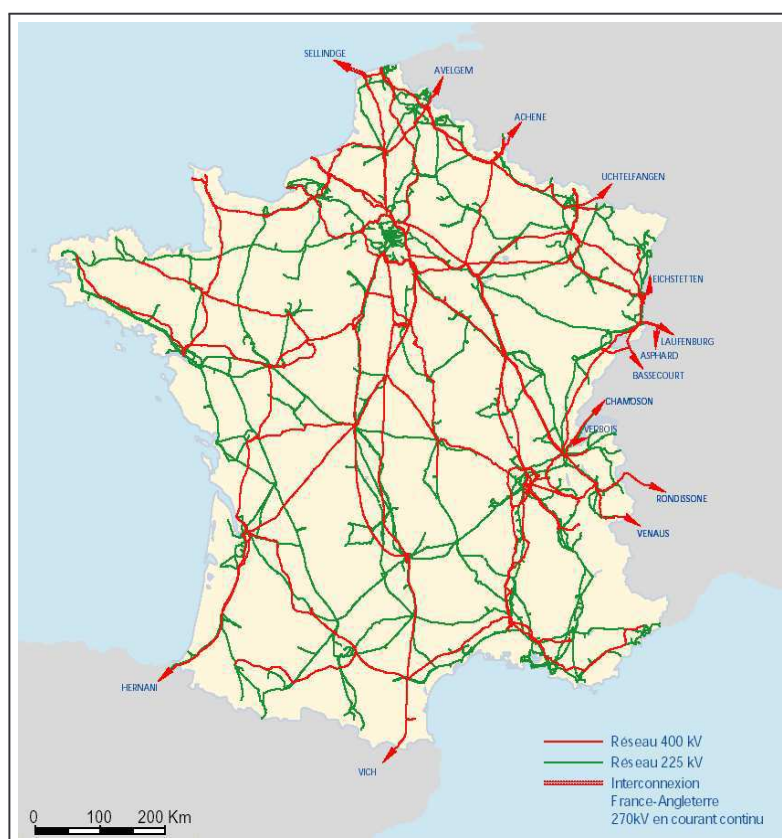 SELLINDGE
AVELGEM
ACHENE
UCHTELFANGEN
EICHSTETTEN
LAUFENBURG
ASPHARD
BASSECOURT
CHAMOSON
VERBOIS
RONDISSONE
VENAUS
HERNANI
VICH
Réseau 400 kV
Réseau 225 kV
Interconnexion
France-Angleterre
270kV en courant continu
0 100 200 Km